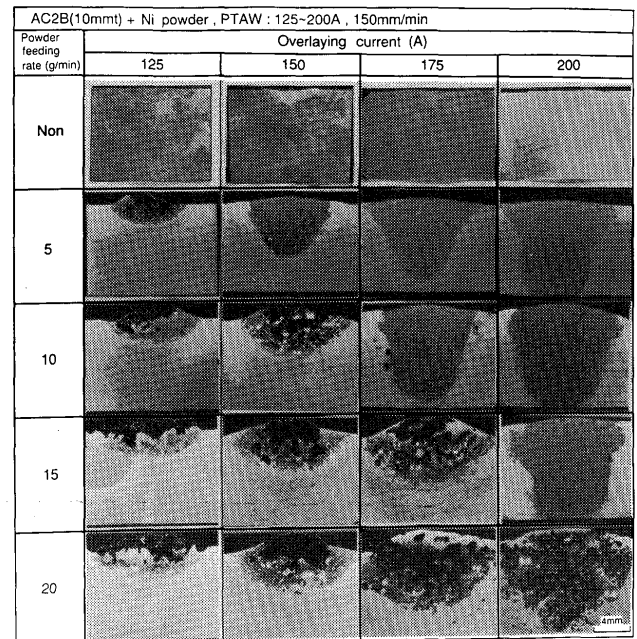 AC2B(10mmt) + Ni powder , PTAW : 125~200A , 150mm/min
Powder
feeding
rate (g/min)
Overlaying current (A)
125 150 175 200
Non
5
10
15
20
4mm